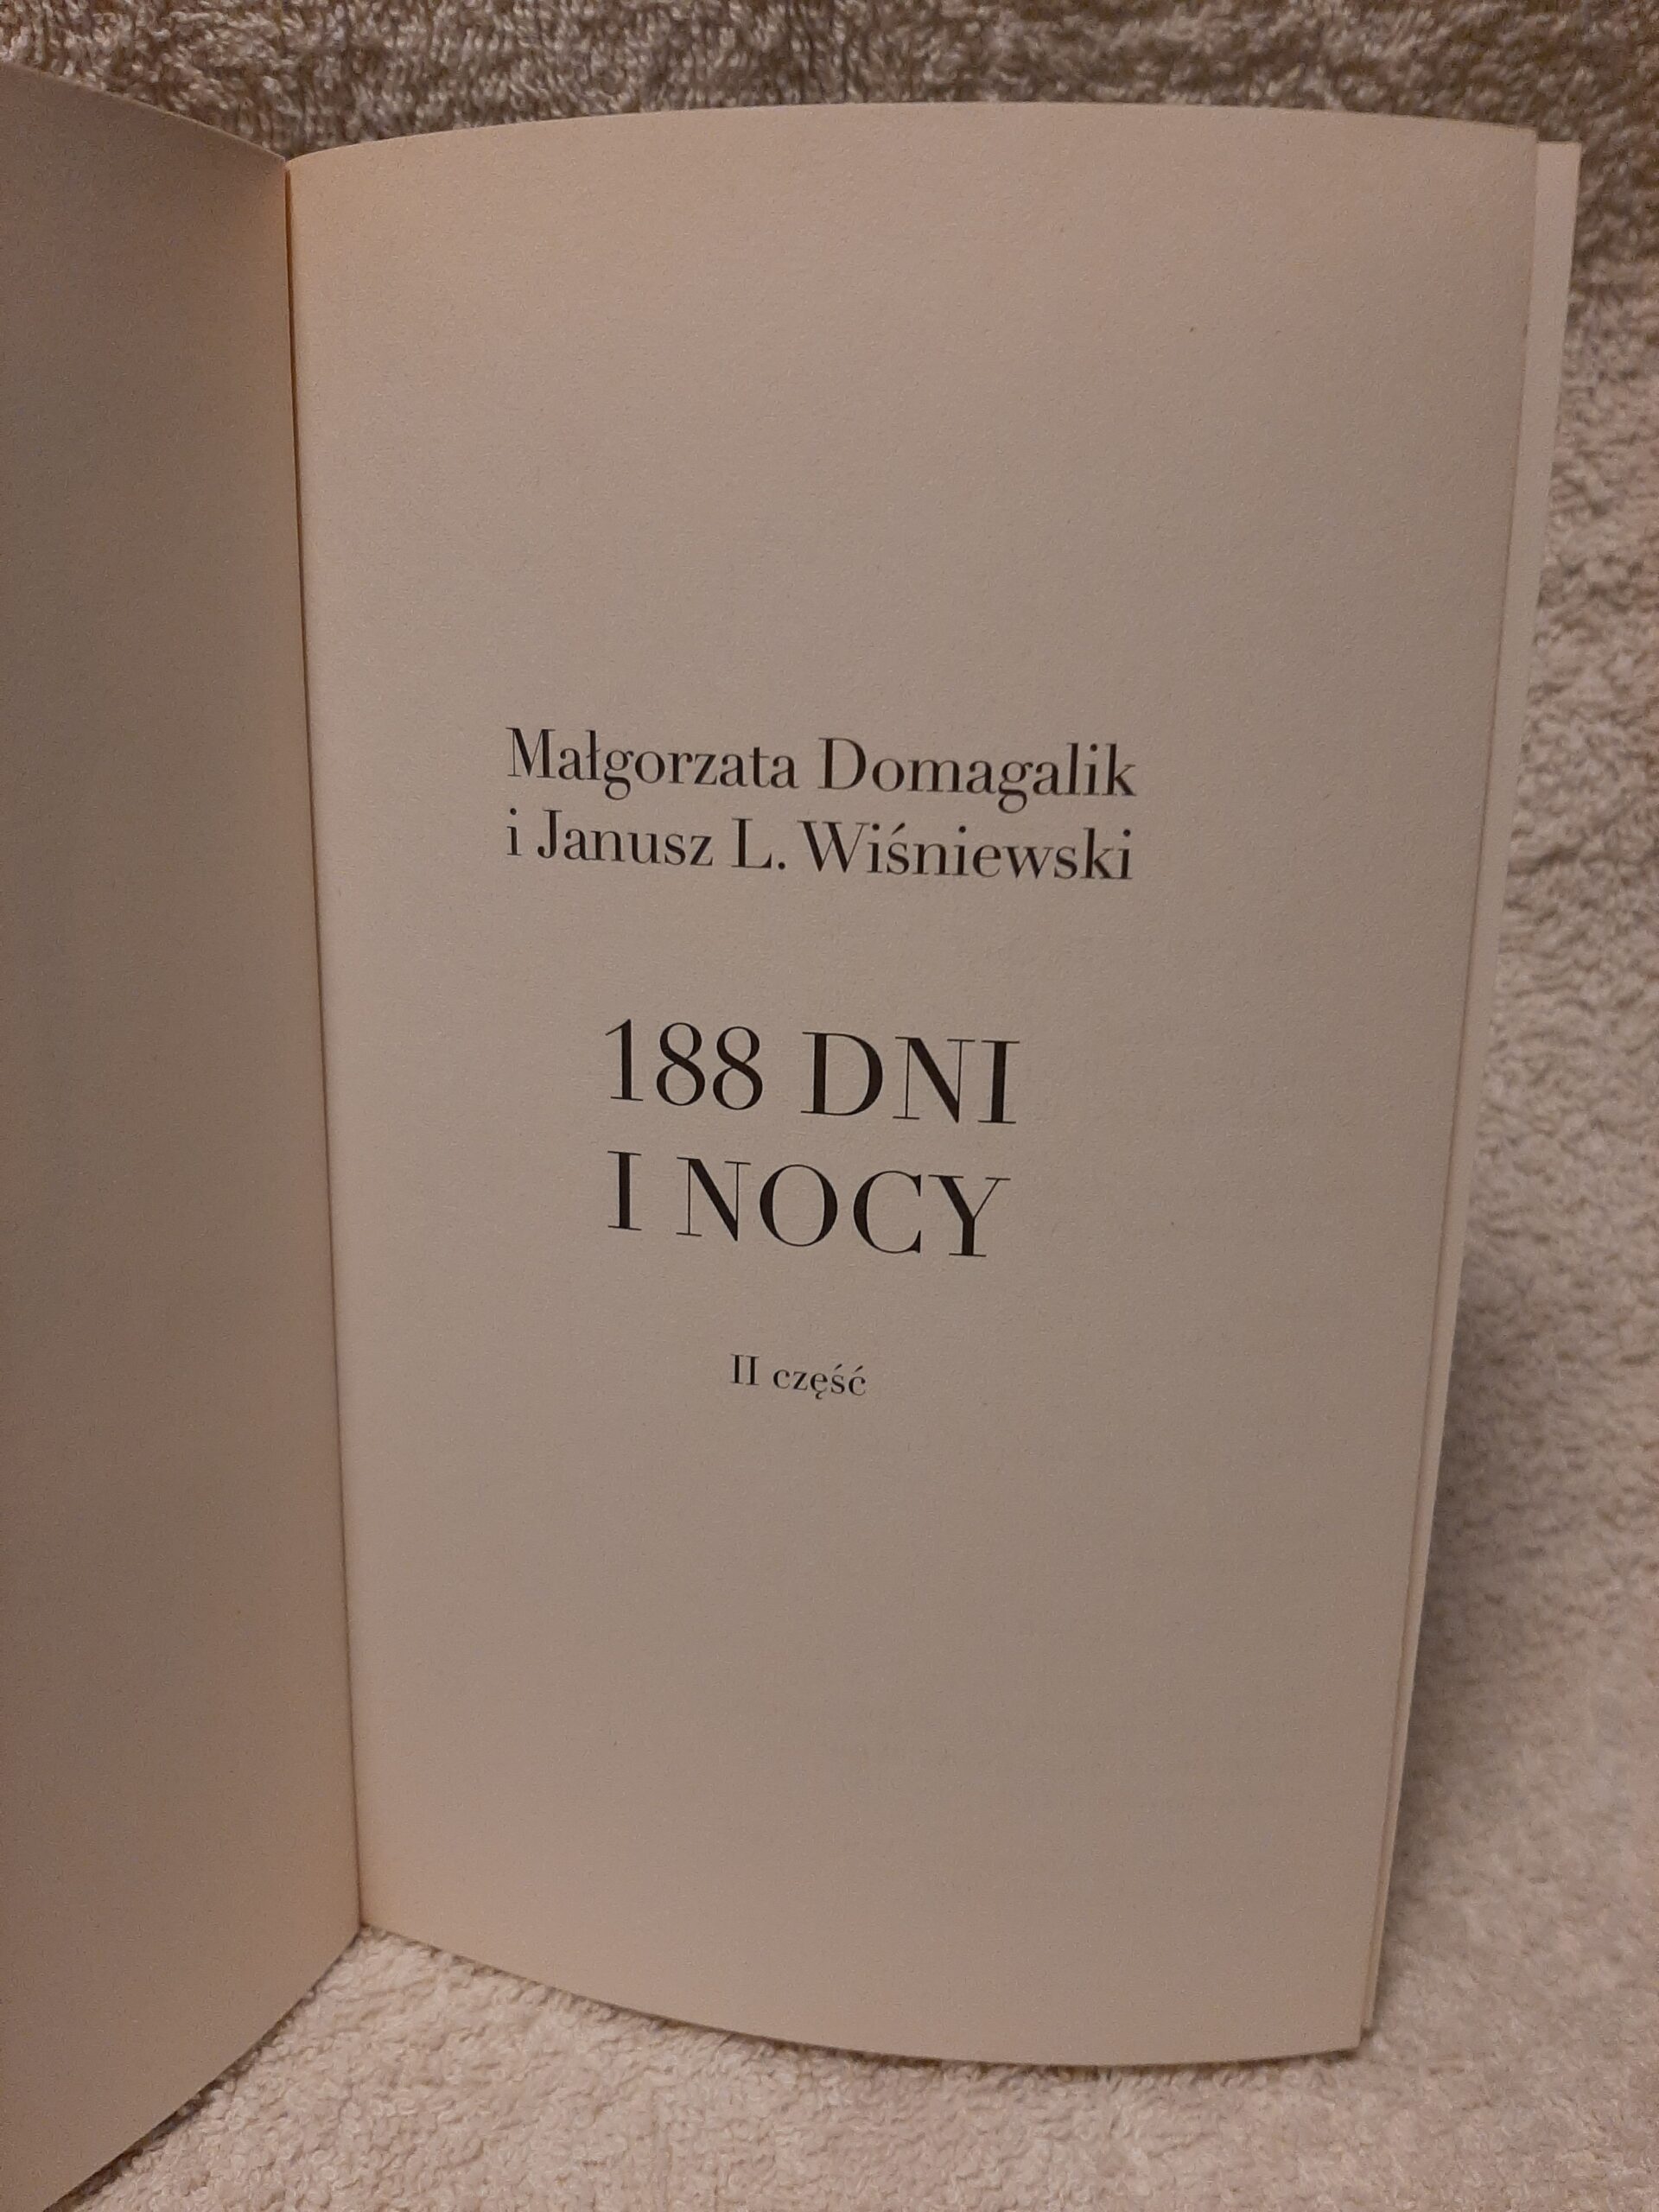 Małgorzata Domagalik
i Janusz L. Wiśniewski
188 DNI
I NOCY
II część